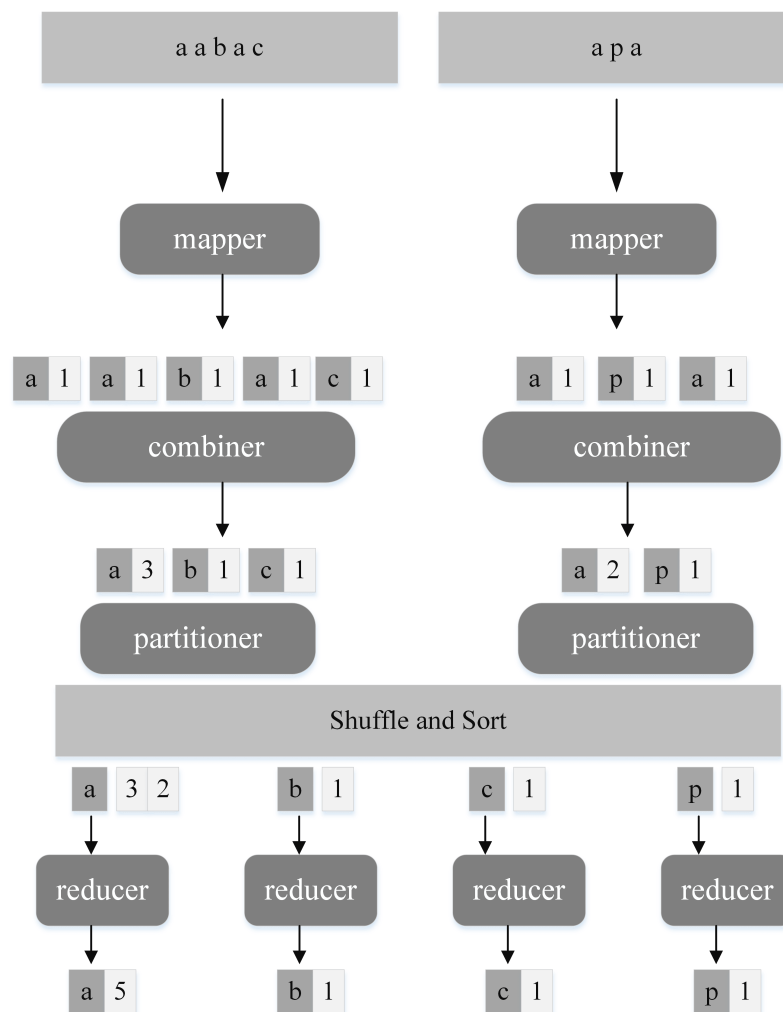 a a b a c a p a
mapper mapper
a 1 a 1 b 1 a 1 c 1 a 1 p 1 a 1
combiner combiner
a 3 b 1 c 1 a 2 p 1
partitioner partitioner
Shuffle and Sort
a 3 2 b 1 c 1 p 1
reducer reducer reducer reducer
a 5 b 1 c 1 p 1